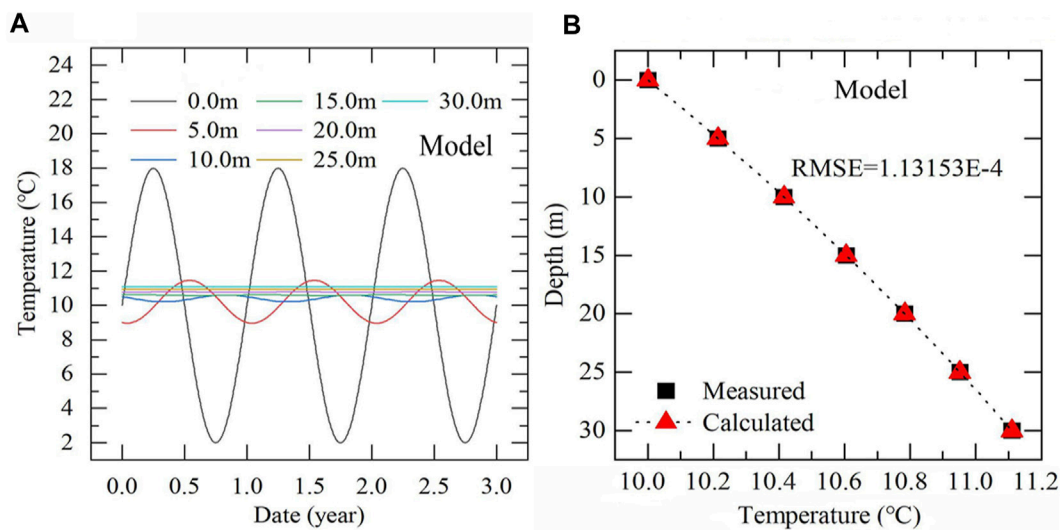 A
24
22
20
18
16
14
12
10
8
6
4
2
Temperature (°C)
0.0m 15.0m 30.0m
5.0m 20.0m
10.0m 25.0m
Model
0.0 0.5 1.0 1.5 2.0 2.5 3.0
Date (year)
B
0
5
10
15
20
25
30
Depth (m)
Model
RMSE=1.13153E-4
Measured
Calculated
10.0 10.2 10.4 10.6 10.8 11.0 11.2
Temperature (°C)